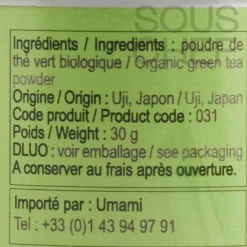 SOUS
Ingrédients / Ingredients : poudre de
thé vert biologique / Organic green tea
powder
Origine / Origin : Uji, Japon / Uji, Japan
Code produit / Product code : 031
Poids / Weight : 30 g
DLUO : voir emballage / see packaging
A conserver au frais après ouverture.
Importé par : Umami
Tel : +33 (0)1 43 94 97 91